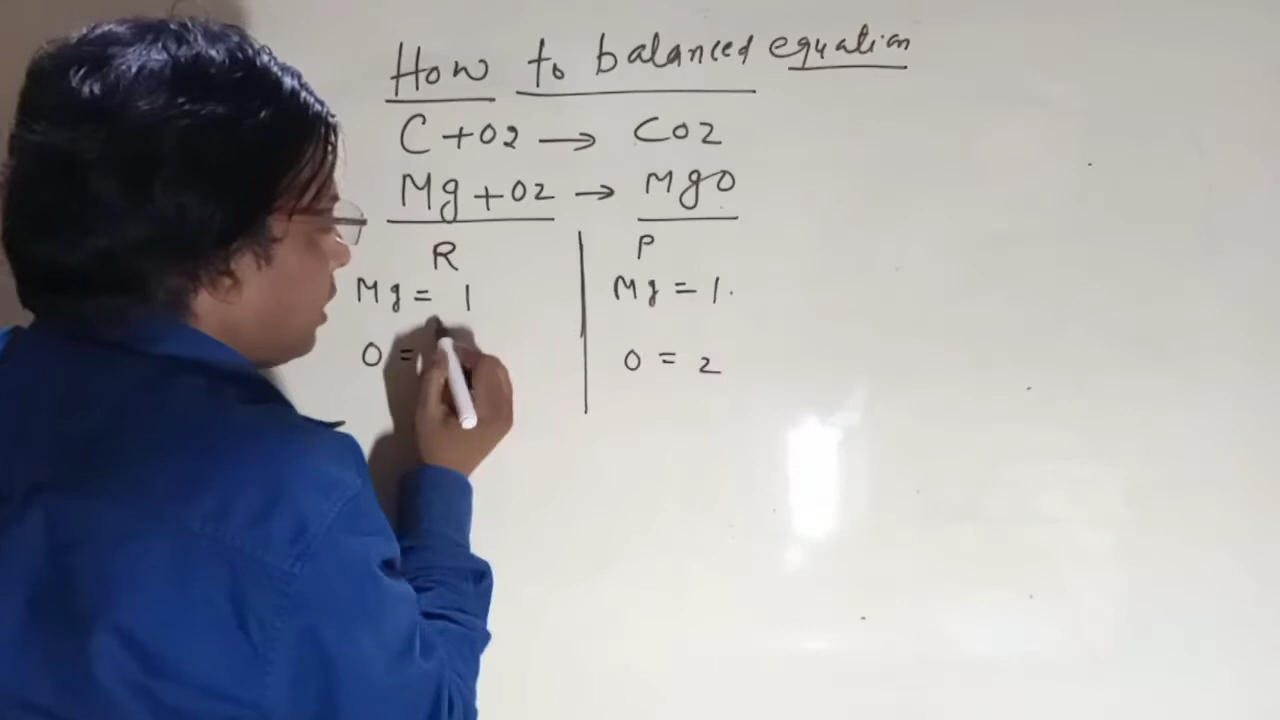 How to balanced equation
C + O2 → CO2
Mg + O2 → MgO
R P
Mg = 1 Mg = 1.
O = O = 2